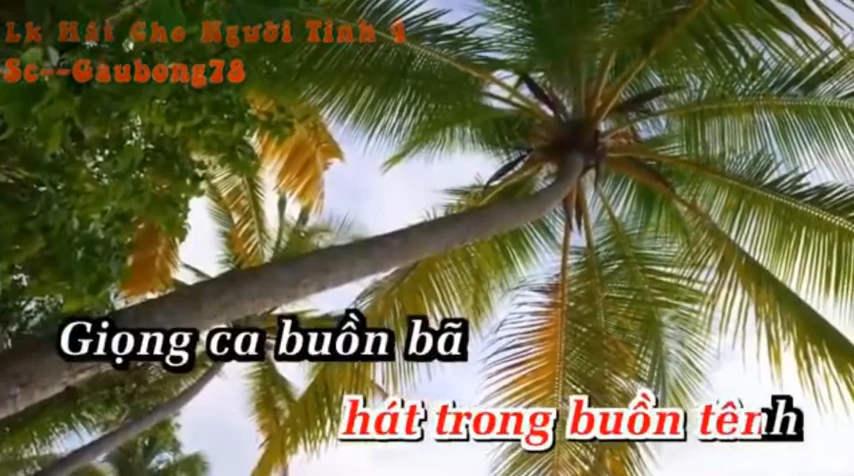 Lk Hát Cho Người Tình 4
Sc--Gaubong78
Giọng ca buồn bã
hát trong buồn tênh